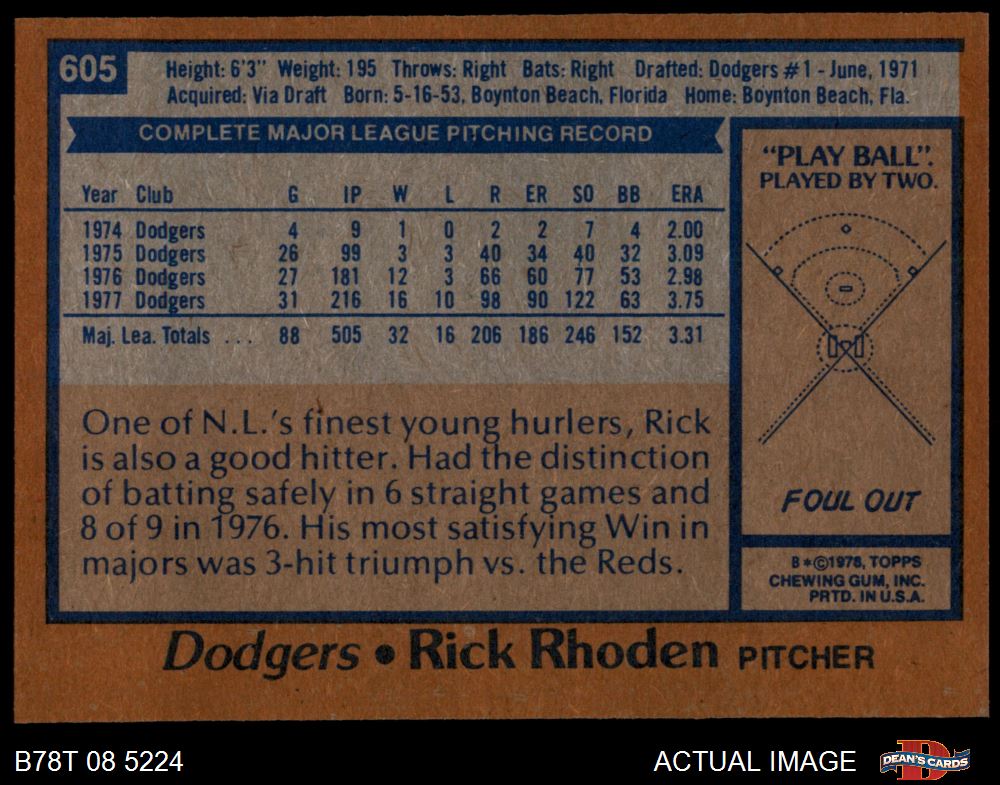 605
Height: 6'3" Weight: 195 Throws: Right Bats: Right Drafted: Dodgers #1 - June, 1971
Acquired: Via Draft Born: 5-16-53, Boynton Beach, Florida Home: Boynton Beach, Fla.
COMPLETE MAJOR LEAGUE PITCHING RECORD
Year Club G IP W L R ER SO BB ERA
1974 Dodgers 4 9 1 0 2 2 7 4 2.00
1975 Dodgers 26 99 3 3 40 34 40 32 3.09
1976 Dodgers 27 181 12 3 66 60 77 53 2.98
1977 Dodgers 31 216 16 10 98 90 122 63 3.75
Maj. Lea. Totals ... 88 505 32 16 206 186 246 152 3.31
One of N.L.'s finest young hurlers, Rick
is also a good hitter. Had the distinction
of batting safely in 6 straight games and
8 of 9 in 1976. His most satisfying Win in
majors was 3-hit triumph vs. the Reds.
"PLAY BALL".
PLAYED BY TWO.
FOUL OUT
B*©1978, TOPPS
CHEWING GUM, INC.
PRTD. IN U.S.A.
Dodgers • Rick Rhoden PITCHER
B78T 08 5224
ACTUAL IMAGE
DEAN'S CARDS